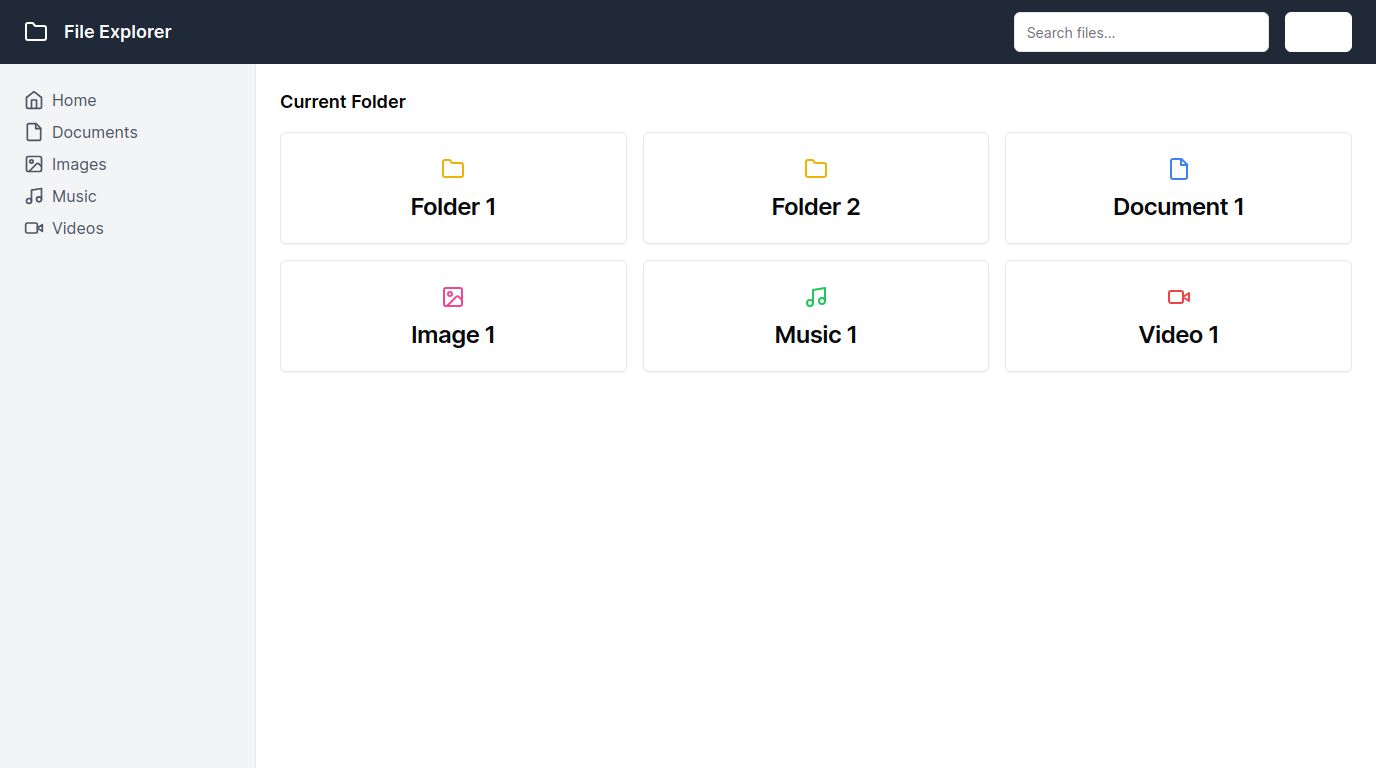 File Explorer
Search files...
Home
Documents
Images
Music
Videos
Current Folder
Folder 1
Folder 2
Document 1
Image 1
Music 1
Video 1